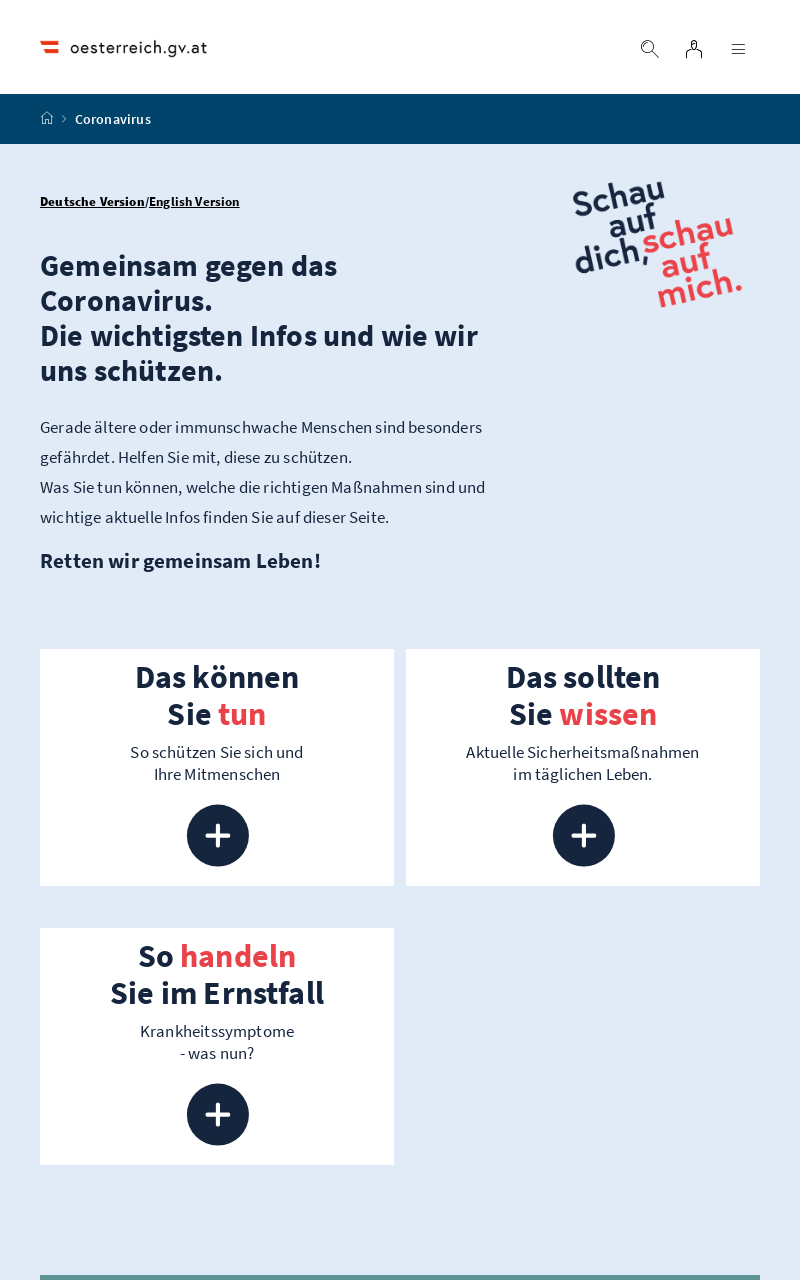 oesterreich.gv.at
Coronavirus
Deutsche Version/English Version
Schau
auf
dich, schau
auf
mich.
Gemeinsam gegen das
Coronavirus.
Die wichtigsten Infos und wie wir
uns schützen.
Gerade ältere oder immunschwache Menschen sind besonders
gefährdet. Helfen Sie mit, diese zu schützen.
Was Sie tun können, welche die richtigen Maßnahmen sind und
wichtige aktuelle Infos finden Sie auf dieser Seite.
Retten wir gemeinsam Leben!
Das können
Sie tun
So schützen Sie sich und
Ihre Mitmenschen
Das sollten
Sie wissen
Aktuelle Sicherheitsmaßnahmen
im täglichen Leben.
So handeln
Sie im Ernstfall
Krankheitssymptome
- was nun?